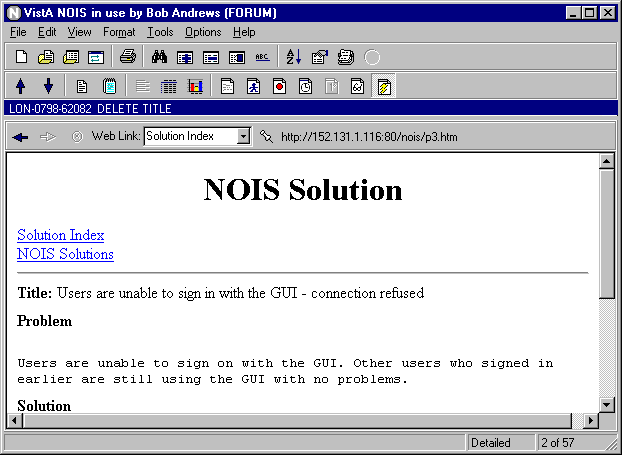 VistA NOIS in use by Bob Andrews (FORUM)
File Edit View Format Tools Options Help
ABC
A Z
LON-0798-62082 DELETE TITLE
Web Link: Solution Index http://152.131.1.116:80/nois/p3.htm
NOIS Solution
Solution Index
NOIS Solutions
Title: Users are unable to sign in with the GUI - connection refused
Problem
Users are unable to sign on with the GUI. Other users who signed in
earlier are still using the GUI with no problems.
Solution
Detailed 2 of 57